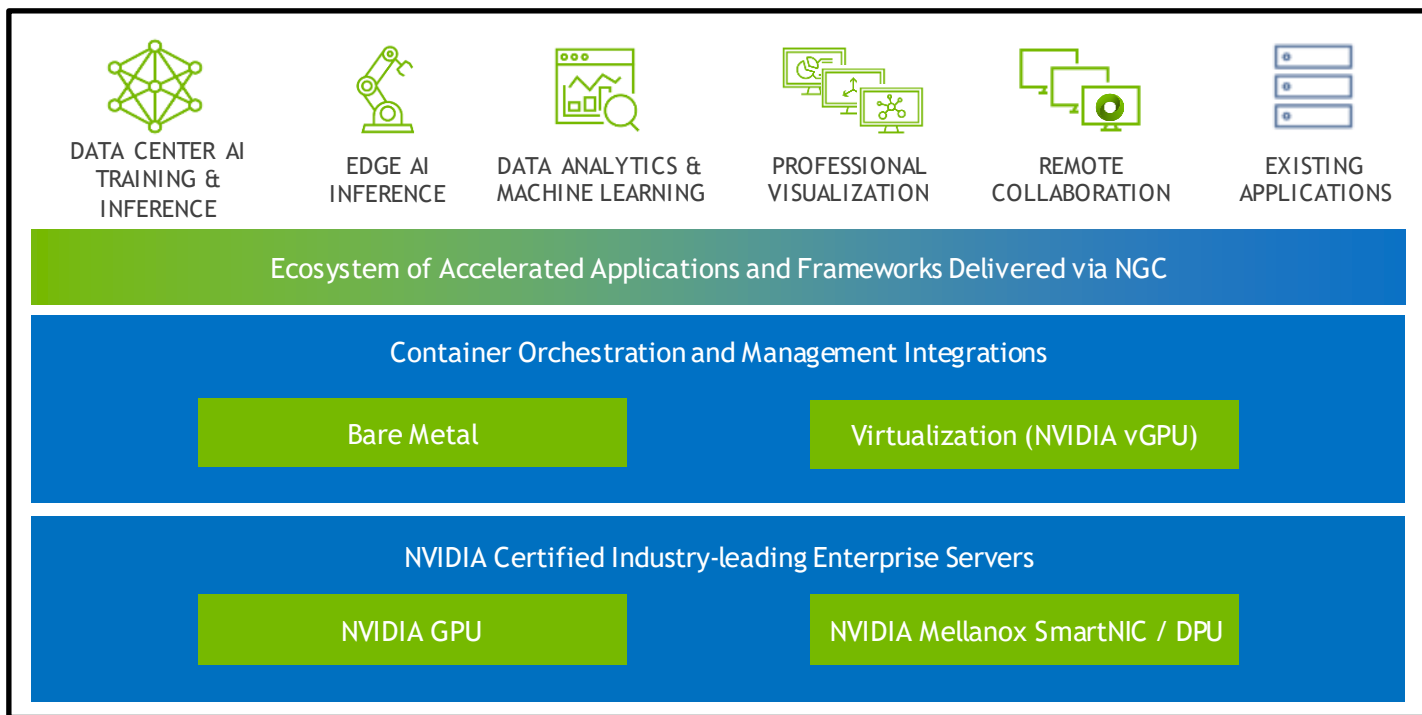 DATA CENTER AI
TRAINING &
INFERENCE
EDGE AI
INFERENCE
DATA ANALYTICS &
MACHINE LEARNING
PROFESSIONAL
VISUALIZATION
REMOTE
COLLABORATION
EXISTING
APPLICATIONS
Ecosystem of Accelerated Applications and Frameworks Delivered via NGC
Container Orchestration and Management Integrations
Bare Metal
Virtualization (NVIDIA vGPU)
NVIDIA Certified Industry-leading Enterprise Servers
NVIDIA GPU
NVIDIA Mellanox SmartNIC / DPU